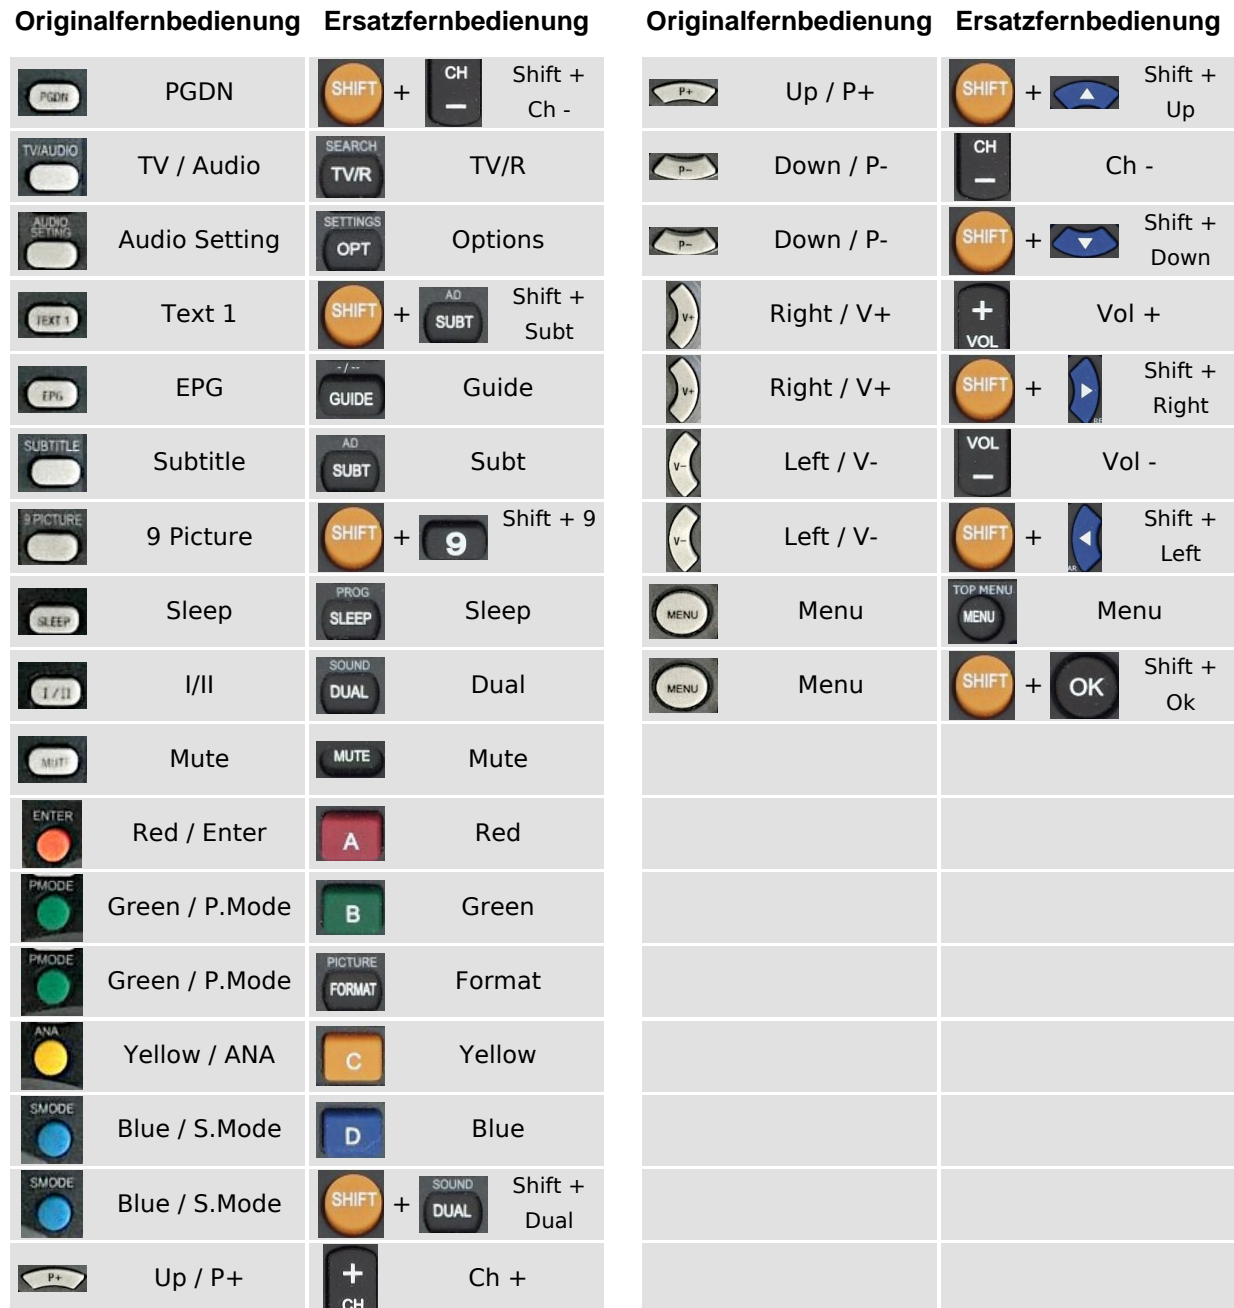 Originalfernbedienung Ersatzfernbedienung
PGDN PGDN SHIFT + CH − Shift + Ch -
TV/AUDIO TV / Audio SEARCH TV/R TV/R
AUDIO SETING Audio Setting SETTINGS OPT Options
TEXT 1 Text 1 SHIFT + AD SUBT Shift + Subt
EPG EPG -/-- GUIDE Guide
SUBTITLE Subtitle AD SUBT Subt
9 PICTURE 9 Picture SHIFT + 9 Shift + 9
SLEEP Sleep PROG SLEEP Sleep
I/II I/II SOUND DUAL Dual
MUTE Mute MUTE Mute
ENTER Red / Enter A Red
PMODE Green / P.Mode B Green
PMODE Green / P.Mode PICTURE FORMAT Format
ANA Yellow / ANA C Yellow
SMODE Blue / S.Mode D Blue
SMODE Blue / S.Mode SHIFT + SOUND DUAL Shift + Dual
P+ Up / P+ + CH Ch +
Originalfernbedienung Ersatzfernbedienung
P+ Up / P+ SHIFT + Shift + Up
P− Down / P- CH − Ch -
P− Down / P- SHIFT + Shift + Down
V+ Right / V+ + VOL Vol +
V+ Right / V+ SHIFT + Shift + Right
V− Left / V- VOL − Vol -
V− Left / V- SHIFT + AR Shift + Left
MENU Menu TOP MENU MENU Menu
MENU Menu SHIFT + OK Shift + Ok